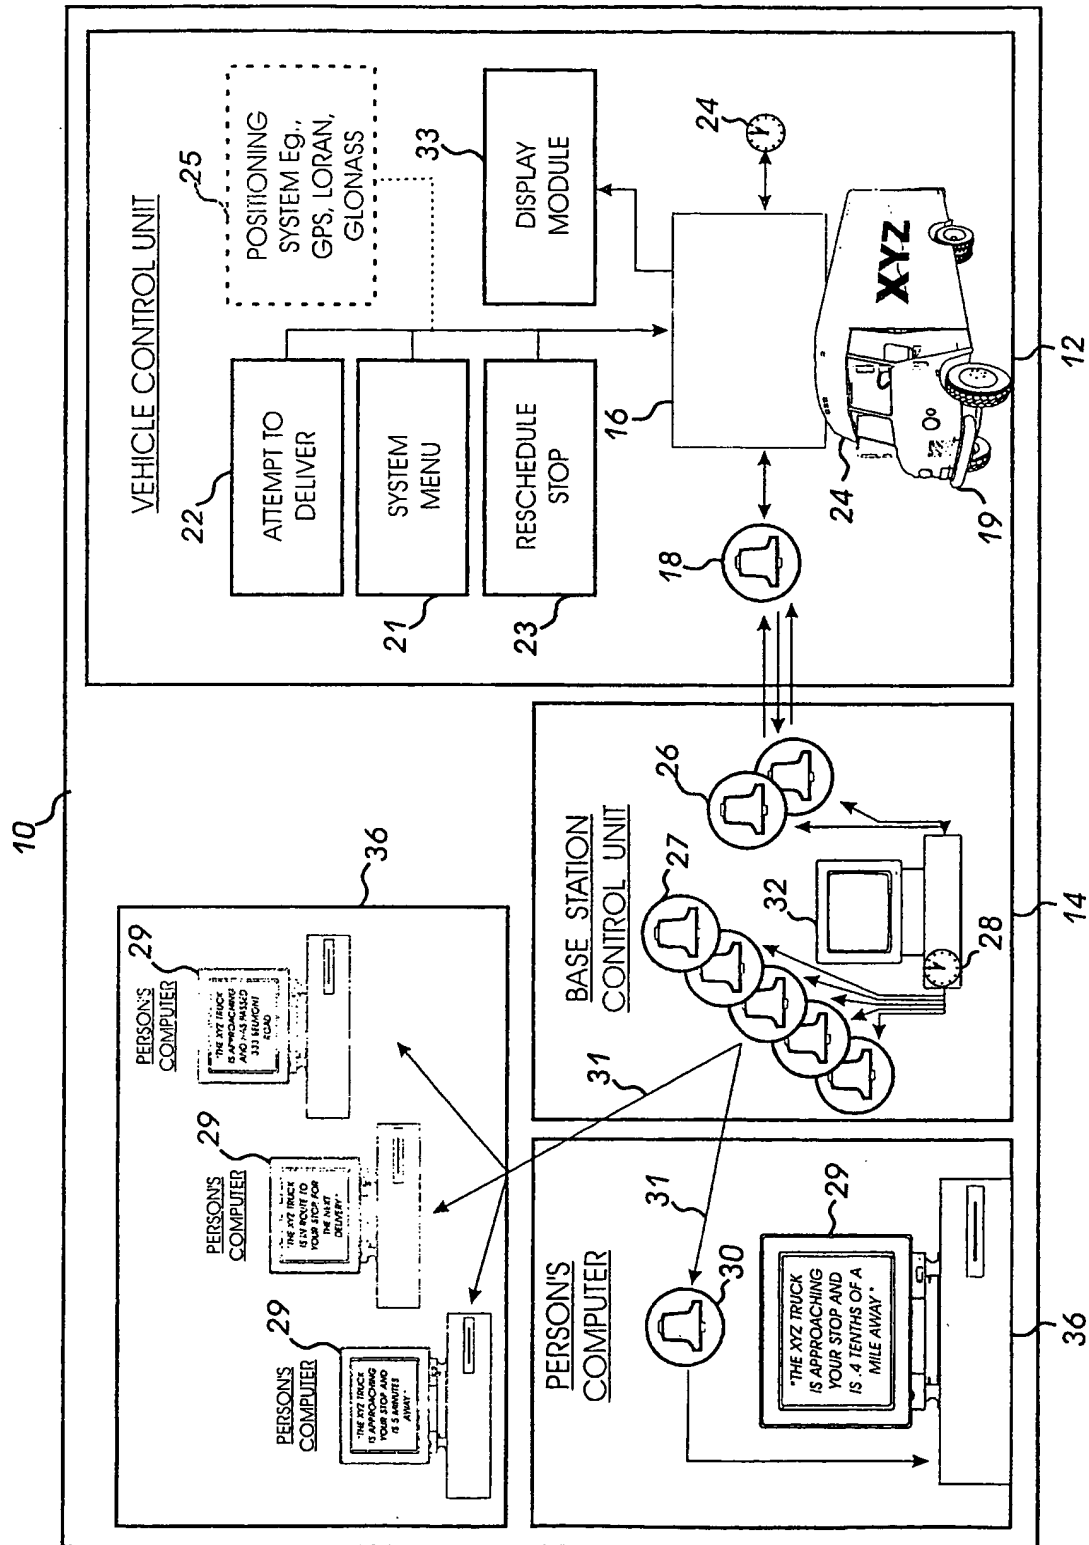 10
PERSON'S
COMPUTER
29
"THE XYZ TRUCK
IS APPROACHING
YOUR STOP AND
IS 5 MINUTES
AWAY"
PERSON'S
COMPUTER
29
"THE XYZ TRUCK
IS EN ROUTE TO
YOUR STOP, FOR
THE NEXT
DELIVERY"
PERSON'S
COMPUTER
29
"THE XYZ TRUCK
IS APPROACHING
AND HAS PASSED
333 BELMONT
ROAD
36
PERSON'S
COMPUTER
30
31
29
"THE XYZ TRUCK
IS APPROACHING
YOUR STOP AND
IS .4 TENTHS OF A
MILE AWAY."
36
31
BASE STATION
CONTROL UNIT
27
26
32
28
14
VEHICLE CONTROL UNIT
22
ATTEMPT TO
DELIVER
25
POSITIONING
SYSTEM Eg.,
GPS, LORAN,
GLONASS
21
SYSTEM
MENU
23
RESCHEDULE
STOP
33
DISPLAY
MODULE
18
16
24
24
XYZ
19
12